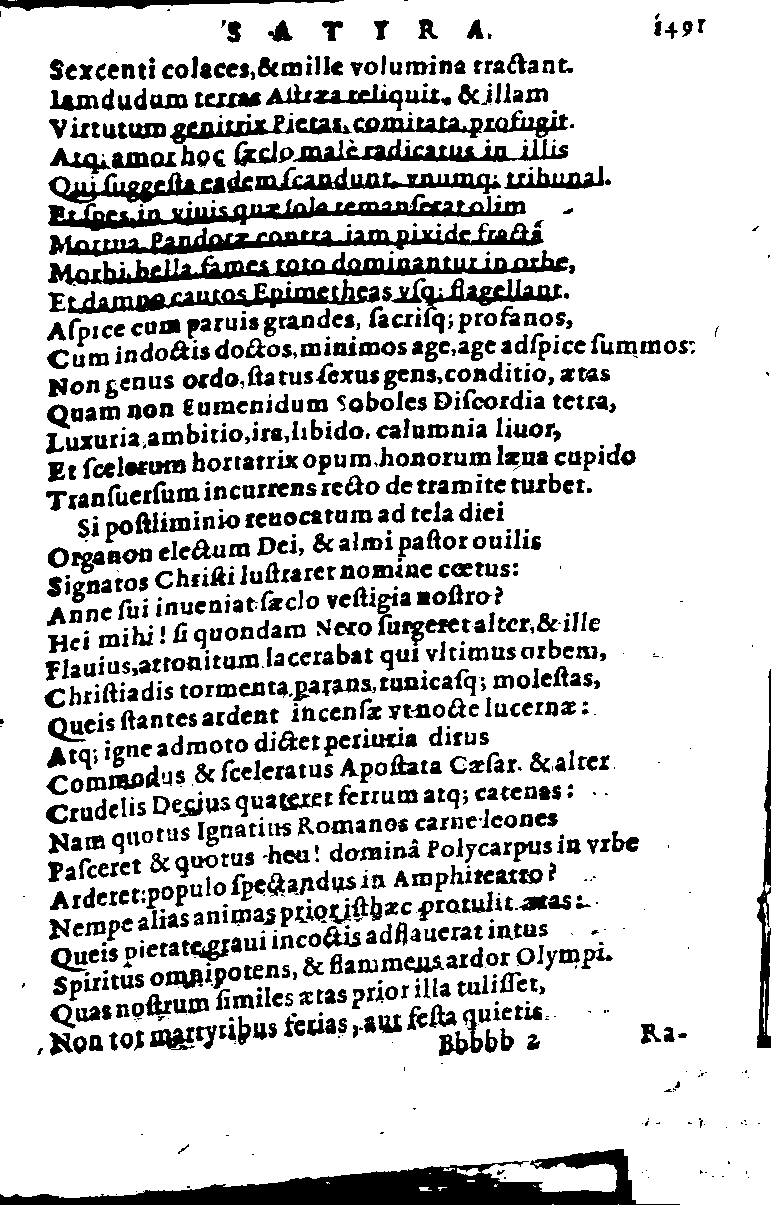 SATYRA. 1491
Sexcenti colaces,&mille volumina tractant.
Iamdudum terras Astræa reliquit, & illam
Virtutum genitrix Pietas, comitata profugit.
Atq; amor hoc sæclo malè radicatus in illis
Qui suggesta eadem scandunt, vnumq; tribunal.
Et spes, in viuis quæ sola remanserat olim
Mortua Pandoræ contra iam pixide fractâ
Morbi, bella fames toto dominantur in orbe,
Et damno cautos Epimetheas vsq; flagellant.
Aſpice cum paruis grandes, ſacriſq; profanos,
Cum indoctis doctos, minimos age, age adſpice ſummos:
Non genus ordo, ſtatus ſexus gens, conditio, ætas
Quam non Eumenidum Soboles Diſcordia tetra,
Luxuria, ambitio, ira, libido, calumnia liuor,
Et ſcelerum hortatrix opum, honorum læna cupido
Tranſuerſum incurrens recto de tramite turbet.
Si poſtliminio reuocatum ad tela diei
Organon electum Dei, & almi paſtor ouilis
Signatos Chriſti luſtraret nomine cœtus:
Anne ſui inueniat ſæclo veſtigia noſtro?
Hei mihi! ſi quondam Nero ſurgeret alter, & ille
Flauius, attonitum lacerabat qui vltimus orbem,
Chriſtiadis tormenta parans, tunicaſq; moleſtas,
Queis ſtantes ardent incenſæ vt nocte lucernæ:
Atq; igne admoto dictet periuria dirus
Commodus & ſceleratus Apoſtata Cæſar. & alter
Crudelis Decius quateret ferrum atq; catenas:
Nam quotus Ignatius Romanos carne leones
Paſceret & quotus heu! dominâ Polycarpus in vrbe
Arderet: populo ſpectandus in Amphiteatro?
Nempe alias animas prior iſthæc protulit ætas:
Queis pietate graui incoctis adflauerat intus
Spiritus omnipotens, & flammeus ardor Olympi.
Quas noſtrum ſimiles ætas prior illa tuliſſet,
Non tot martyribus ferias, aut feſta quietis
Bbbbb 2 Ra-